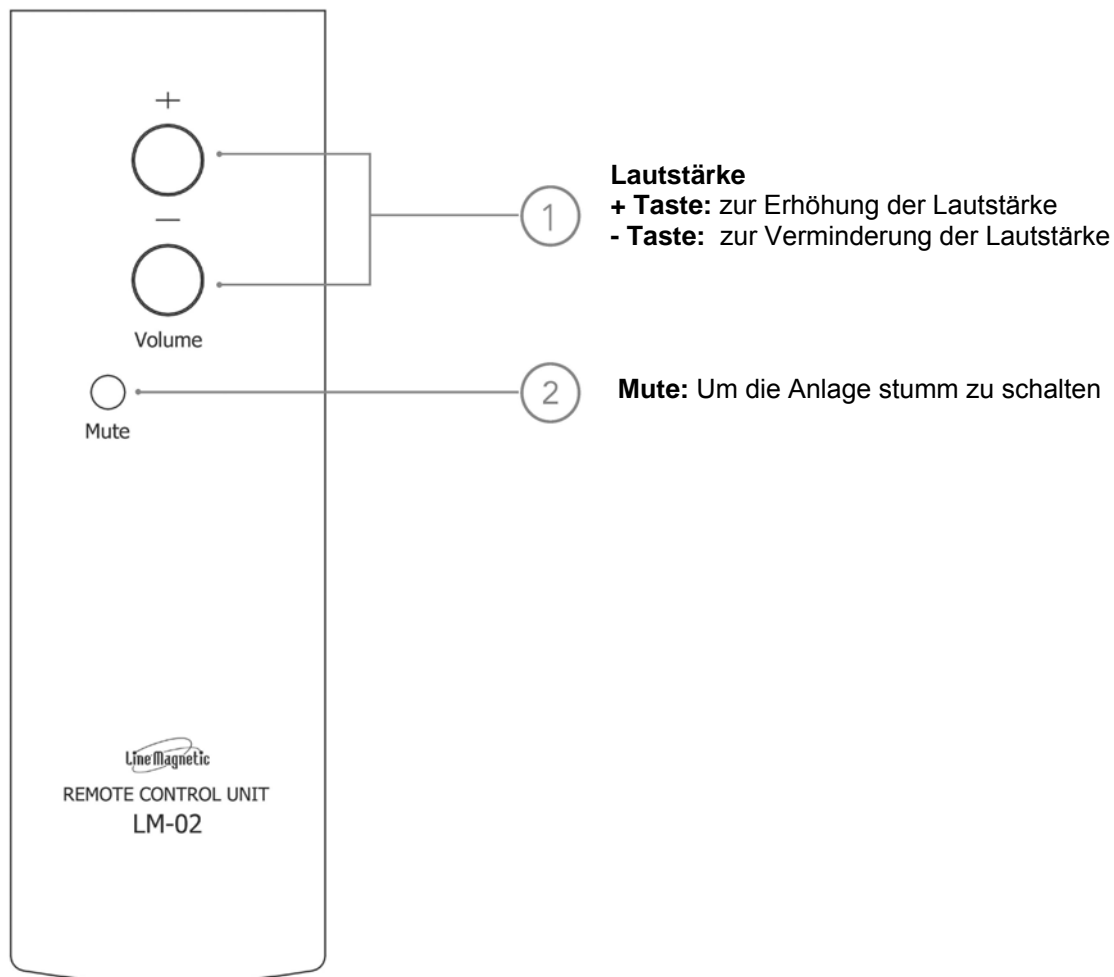 +
—
Volume
Mute
LineMagnetic
REMOTE CONTROL UNIT
LM-02
1
Lautstärke
+ Taste: zur Erhöhung der Lautstärke
- Taste: zur Verminderung der Lautstärke
2
Mute: Um die Anlage stumm zu schalten